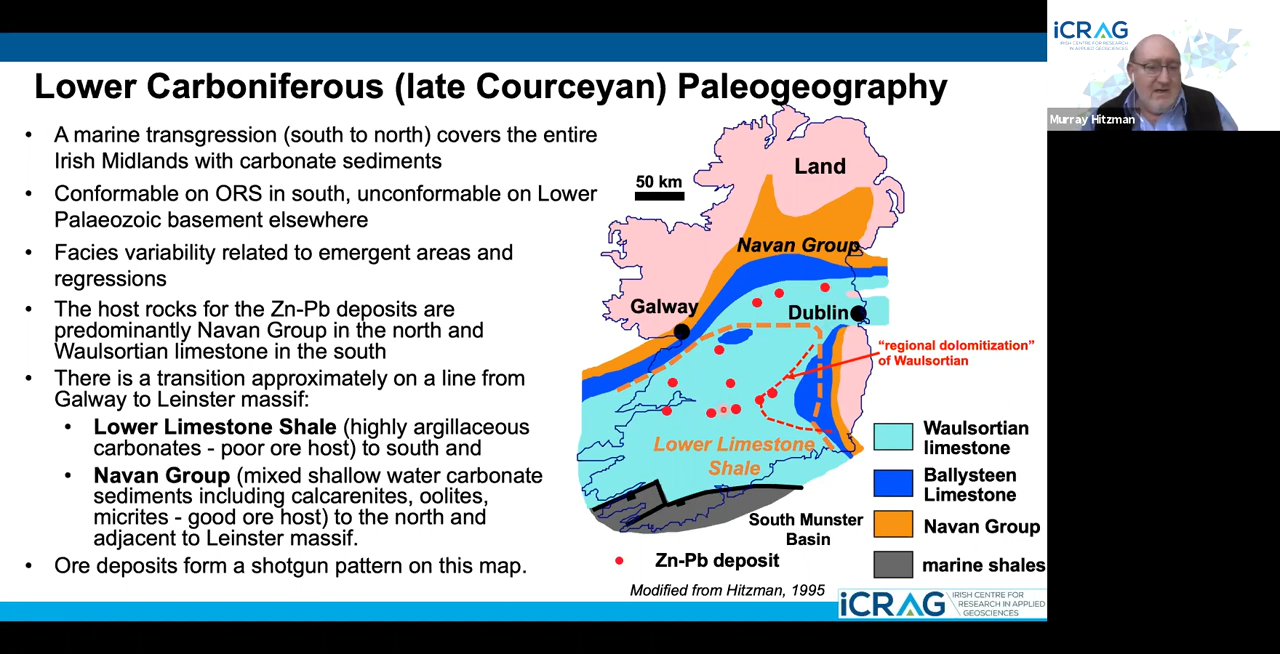 Lower Carboniferous (late Courceyan) Paleogeography
• A marine transgression (south to north) covers the entire
Irish Midlands with carbonate sediments
• Conformable on ORS in south, unconformable on Lower
Palaeozoic basement elsewhere
• Facies variability related to emergent areas and
regressions
• The host rocks for the Zn-Pb deposits are
predominantly Navan Group in the north and
Waulsortian limestone in the south
• There is a transition approximately on a line from
Galway to Leinster massif:
• Lower Limestone Shale (highly argillaceous
carbonates - poor ore host) to south and
• Navan Group (mixed shallow water carbonate
sediments including calcarenites, oolites,
micrites - good ore host) to the north and
adjacent to Leinster massif.
• Ore deposits form a shotgun pattern on this map.
Land
50 km
Navan Group
Galway
Dublin
"regional dolomitization"
of Waulsortian
Lower Limestone
Shale
South Munster
Basin
Waulsortian
limestone
Ballysteen
Limestone
Navan Group
marine shales
Zn-Pb deposit
Modified from Hitzman, 1995
iCRAG
IRISH CENTRE FOR
RESEARCH IN APPLIED
GEOSCIENCES
iCRAG
IRISH CENTRE FOR RESEARCH
IN APPLIED GEOSCIENCES
Murray Hitzman